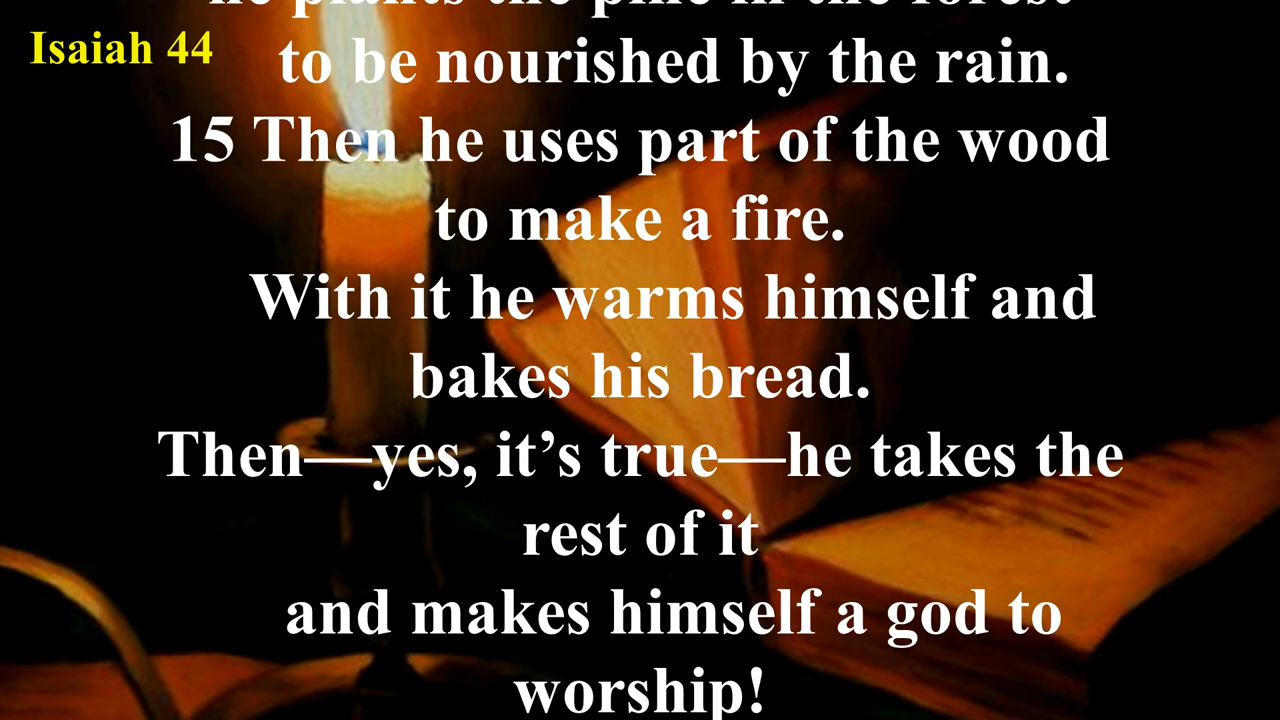 he plants the pine in the forest
Isaiah 44
to be nourished by the rain.
15 Then he uses part of the wood
to make a fire.
With it he warms himself and
bakes his bread.
Then—yes, it’s true—he takes the
rest of it
and makes himself a god to
worship!